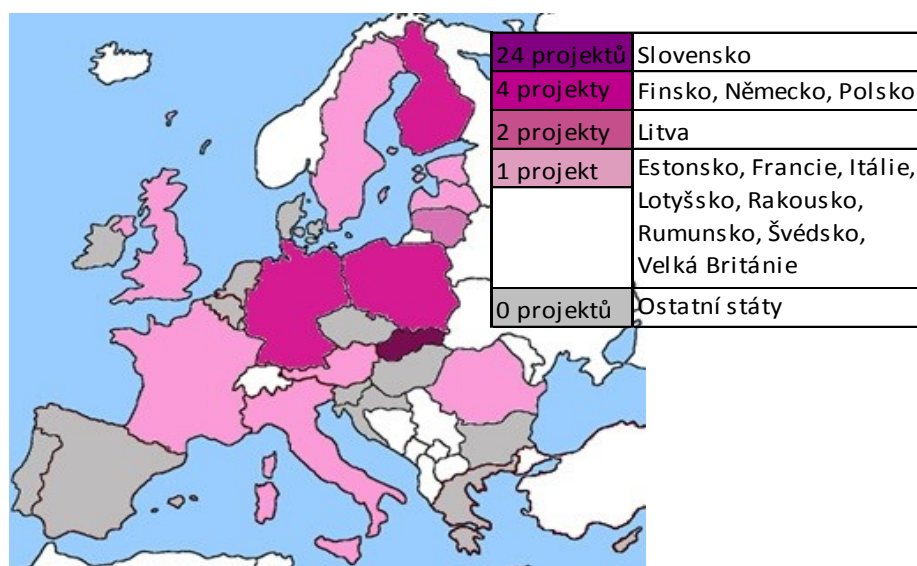 24 projektů Slovensko
4 projekty Finsko, Německo, Polsko
2 projekty Litva
1 projekt Estonsko, Francie, Itálie,
Lotyšsko, Rakousko,
Rumunsko, Švédsko,
Velká Británie
0 projektů Ostatní státy